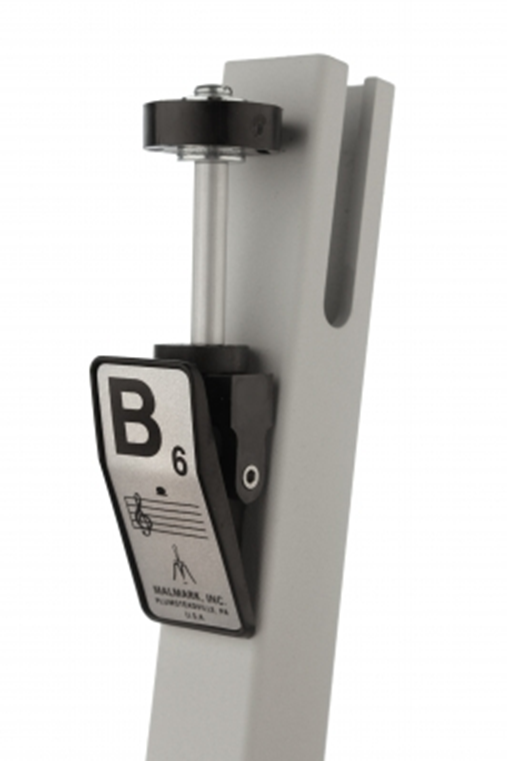 B
6
MALMARK, INC.
PLUMSTEADVILLE, PA
U.S.A.